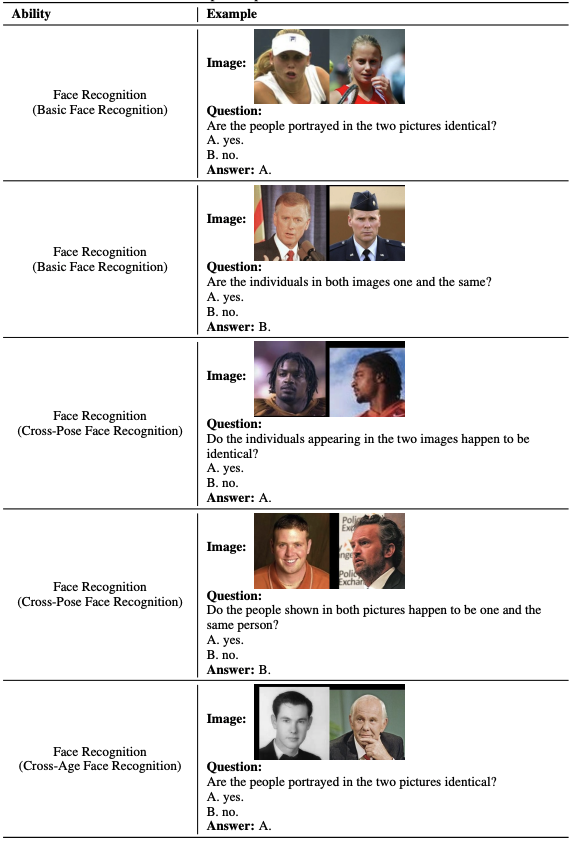 Ability Example
Image:
Question:
Face Recognition
(Basic Face Recognition)
Are the people portrayed in the two pictures identical?
A. yes.
B. no.
Answer: A.
Image:
Question:
Face Recognition
(Basic Face Recognition)
Are the individuals in both images one and the same?
A. yes.
B. no.
Answer: B.
Image:
Question:
Face Recognition
(Cross-Pose Face Recognition)
Do the individuals appearing in the two images happen to be
identical?
A. yes.
B. no.
Answer: A.
Image:
Question:
Face Recognition
(Cross-Pose Face Recognition)
Do the people shown in both pictures happen to be one and the
same person?
A. yes.
B. no.
Answer: B.
Image:
Question:
Face Recognition
(Cross-Age Face Recognition)
Are the people portrayed in the two pictures identical?
A. yes.
B. no.
Answer: A.